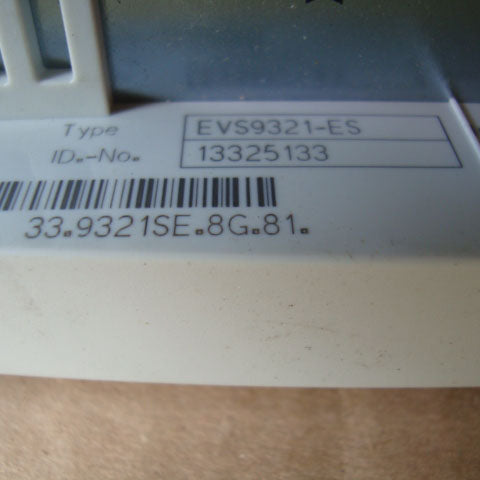 Type EVS9321-ES
ID.-No. 13325133
33.9321SE.8G.81.